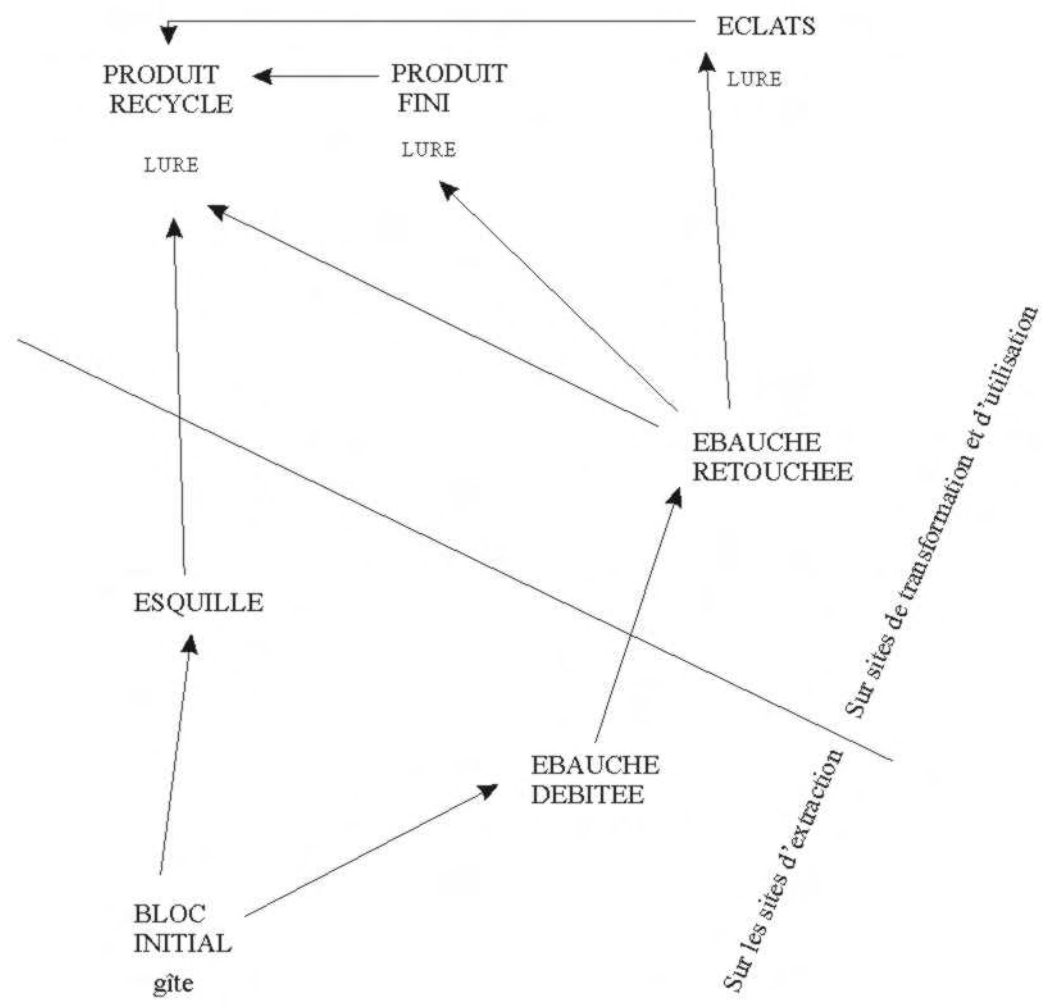 ECLATS
PRODUIT
RECYCLE
PRODUIT
FINI
LURE
LURE
LURE
EBAUCHE
RETOUCHEE
Sur sites de transformation et d'utilisation
ESQUILLE
EBAUCHE
DEBITEE
Sur les sites d'extraction
BLOC
INITIAL
gîte